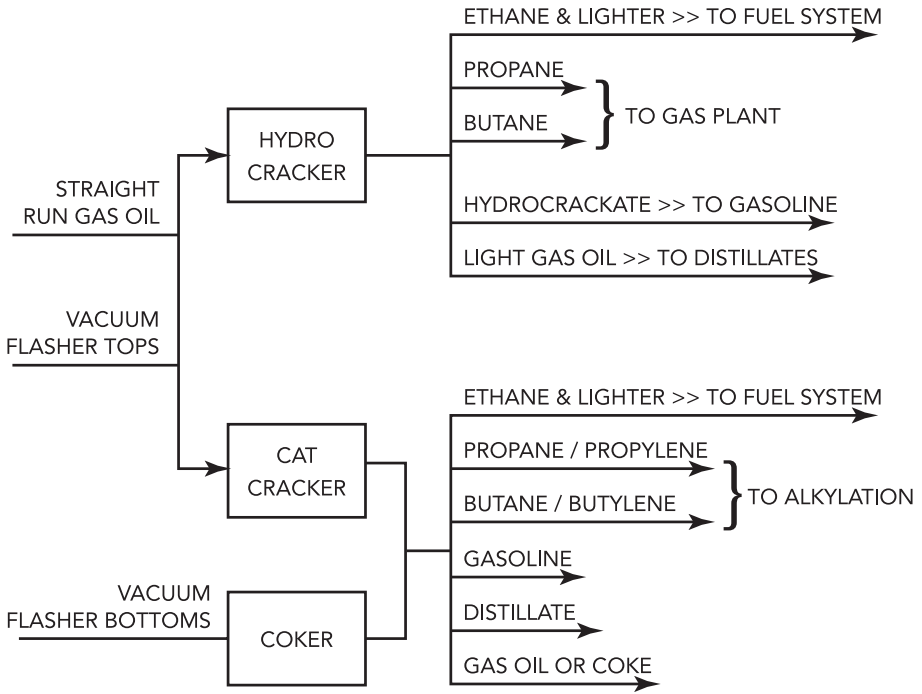 ETHANE & LIGHTER >> TO FUEL SYSTEM
PROPANE
TO GAS PLANT
BUTANE
HYDRO
CRACKER
STRAIGHT
RUN GAS OIL
HYDROCRACKATE >> TO GASOLINE
LIGHT GAS OIL >> TO DISTILLATES
VACUUM
FLASHER TOPS
ETHANE & LIGHTER >> TO FUEL SYSTEM
CAT
CRACKER
PROPANE / PROPYLENE
BUTANE / BUTYLENE
TO ALKYLATION
GASOLINE
VACUUM
FLASHER BOTTOMS
COKER
DISTILLATE
GAS OIL OR COKE